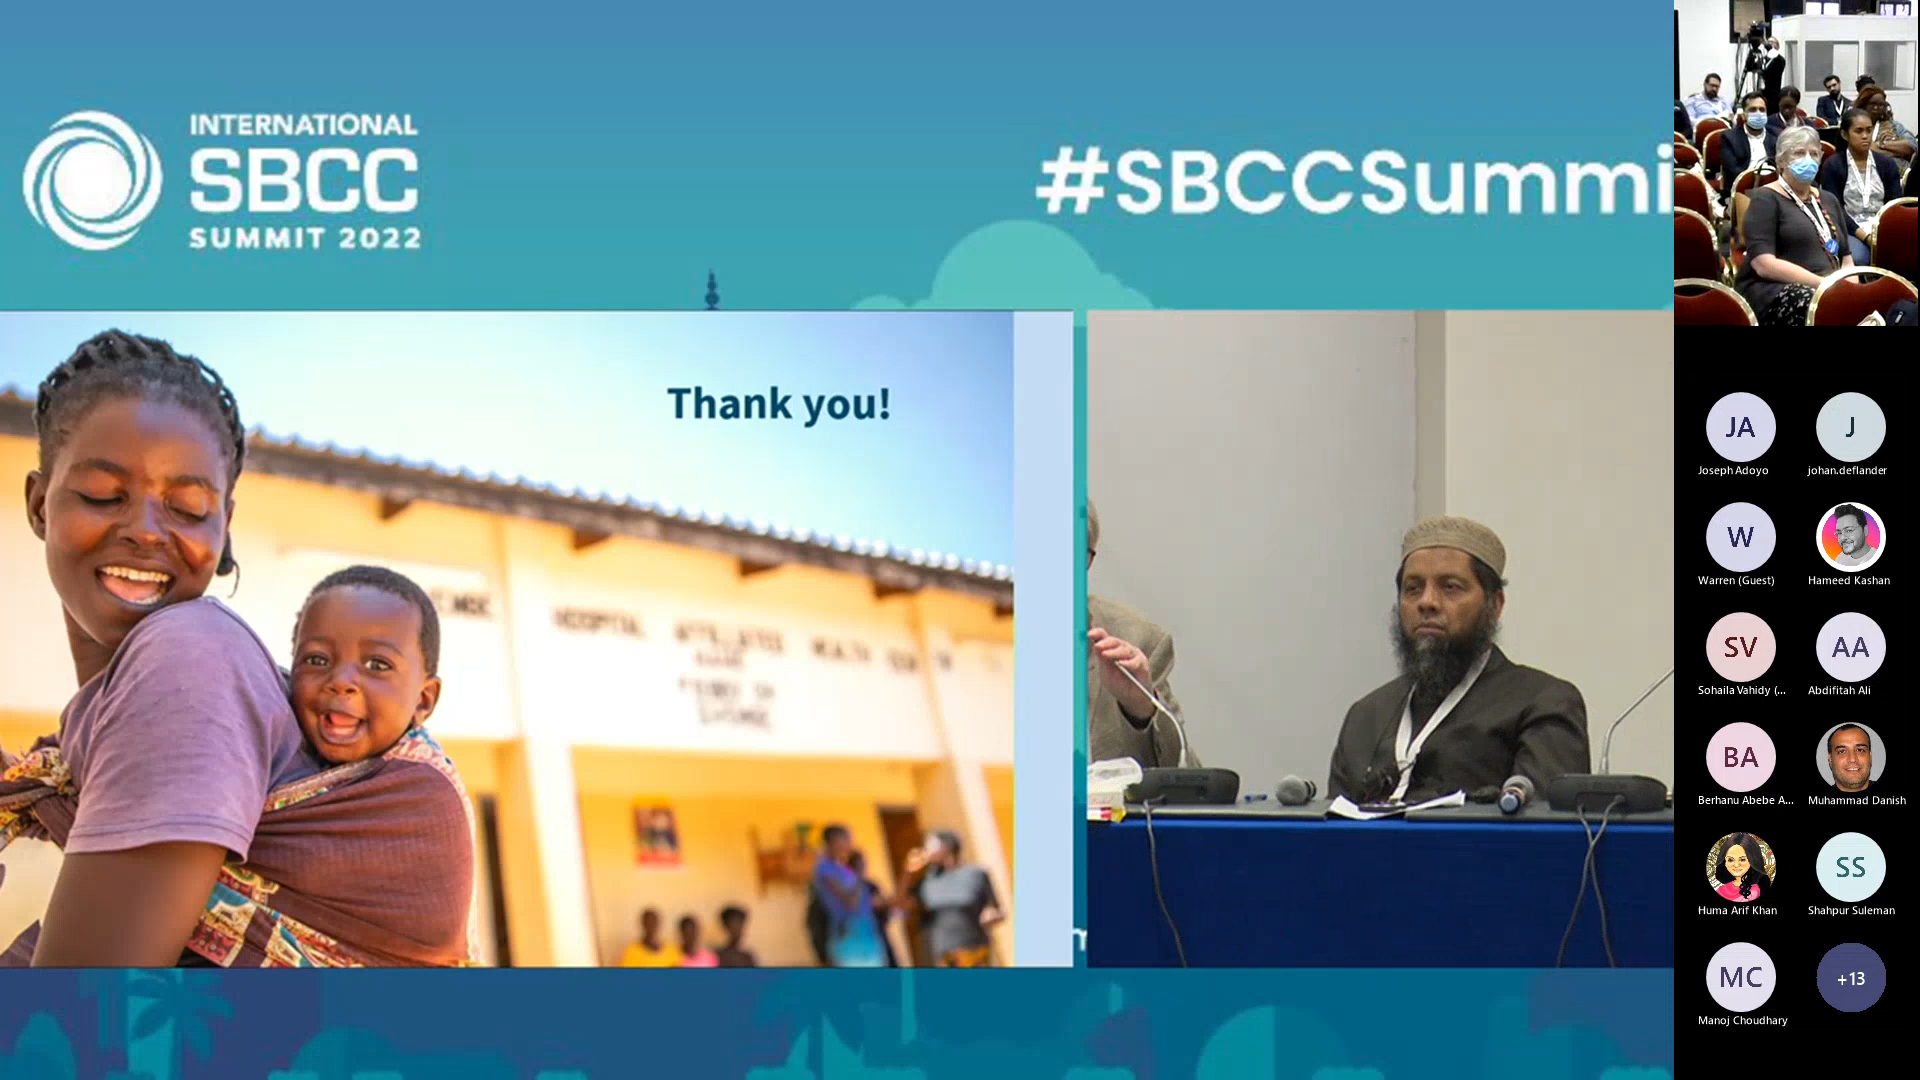 INTERNATIONAL
SBCC
SUMMIT 2022
#SBCCSummi
Thank you!
HOSPITAL
JA
Joseph Adoyo
J
johan.deflander
W
Warren (Guest)
Hameed Kashan
SV
Sohaila Vahidy (...
AA
Abdifitah Ali
BA
Berhanu Abebe A...
Muhammad Danish
Huma Arif Khan
SS
Shahpur Suleman
MC
Manoj Choudhary
+13